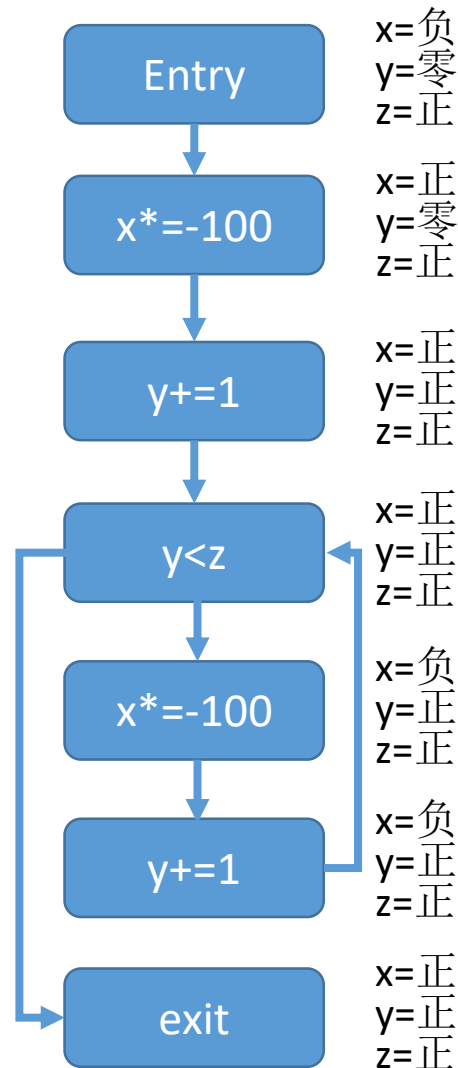 Entry
x=负
y=零
z=正
x*=-100
x=正
y=零
z=正
y+=1
x=正
y=正
z=正
y<z
x=正
y=正
z=正
x*=-100
x=负
y=正
z=正
y+=1
x=负
y=正
z=正
exit
x=正
y=正
z=正